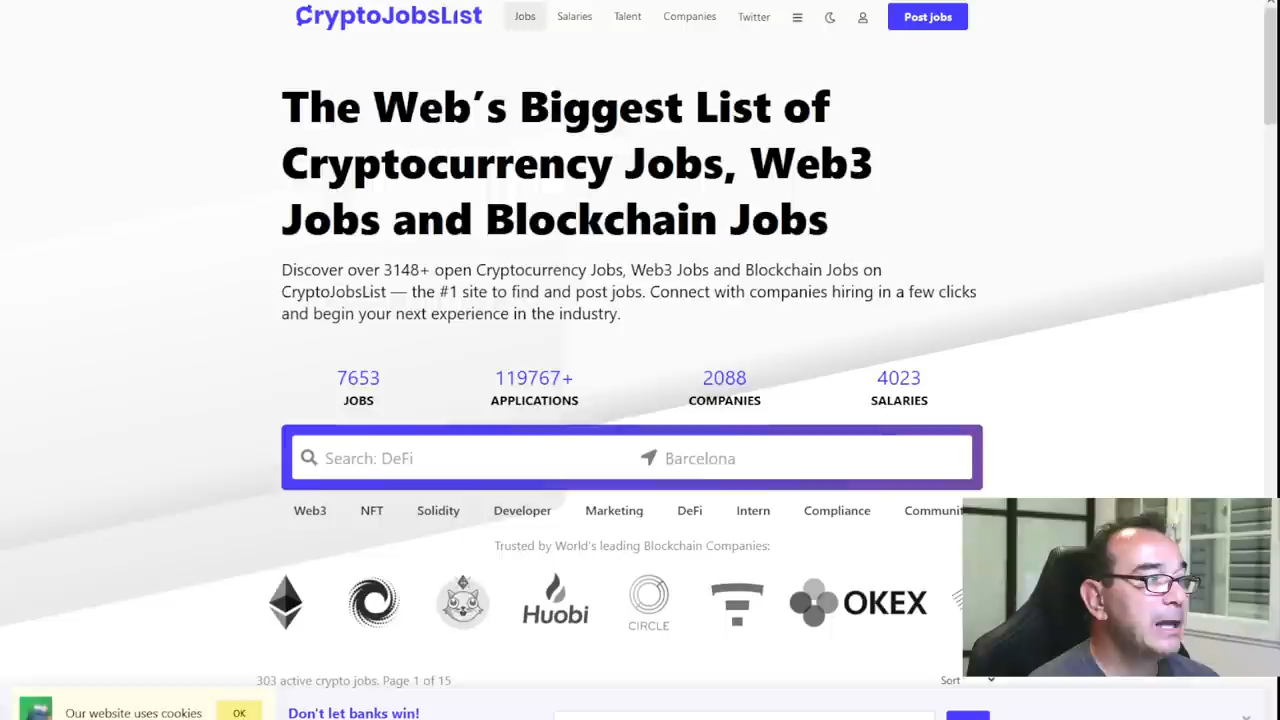 CryptoJobsList
Jobs Salaries Talent Companies Twitter Post jobs
The Web′s Biggest List of
Cryptocurrency Jobs, Web3
Jobs and Blockchain Jobs
Discover over 3148+ open Cryptocurrency Jobs, Web3 Jobs and Blockchain Jobs on
CryptoJobsList — the #1 site to find and post jobs. Connect with companies hiring in a few clicks
and begin your next experience in the industry.
7653 119767+ 2088 4023
JOBS APPLICATIONS COMPANIES SALARIES
Search: DeFi Barcelona
Web3 NFT Solidity Developer Marketing DeFi Intern Compliance Communit
Trusted by World's leading Blockchain Companies:
Huobi CIRCLE OKEX
303 active crypto jobs. Page 1 of 15 Sort
Our website uses cookies OK Don't let banks win!